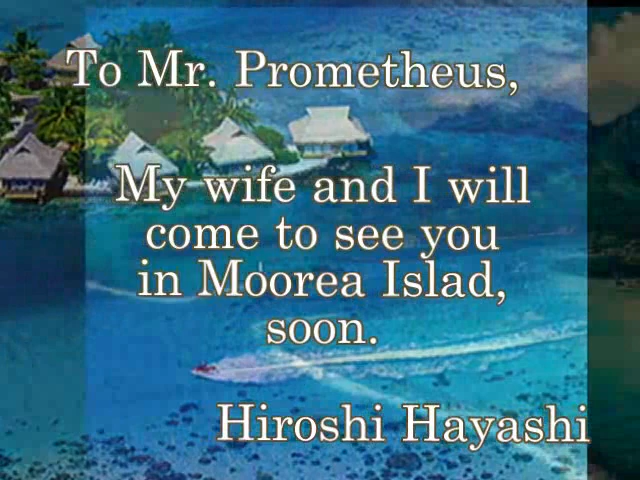 To Mr. Prometheus,
My wife and I will
come to see you
in Moorea Islad,
soon.
Hiroshi Hayashi